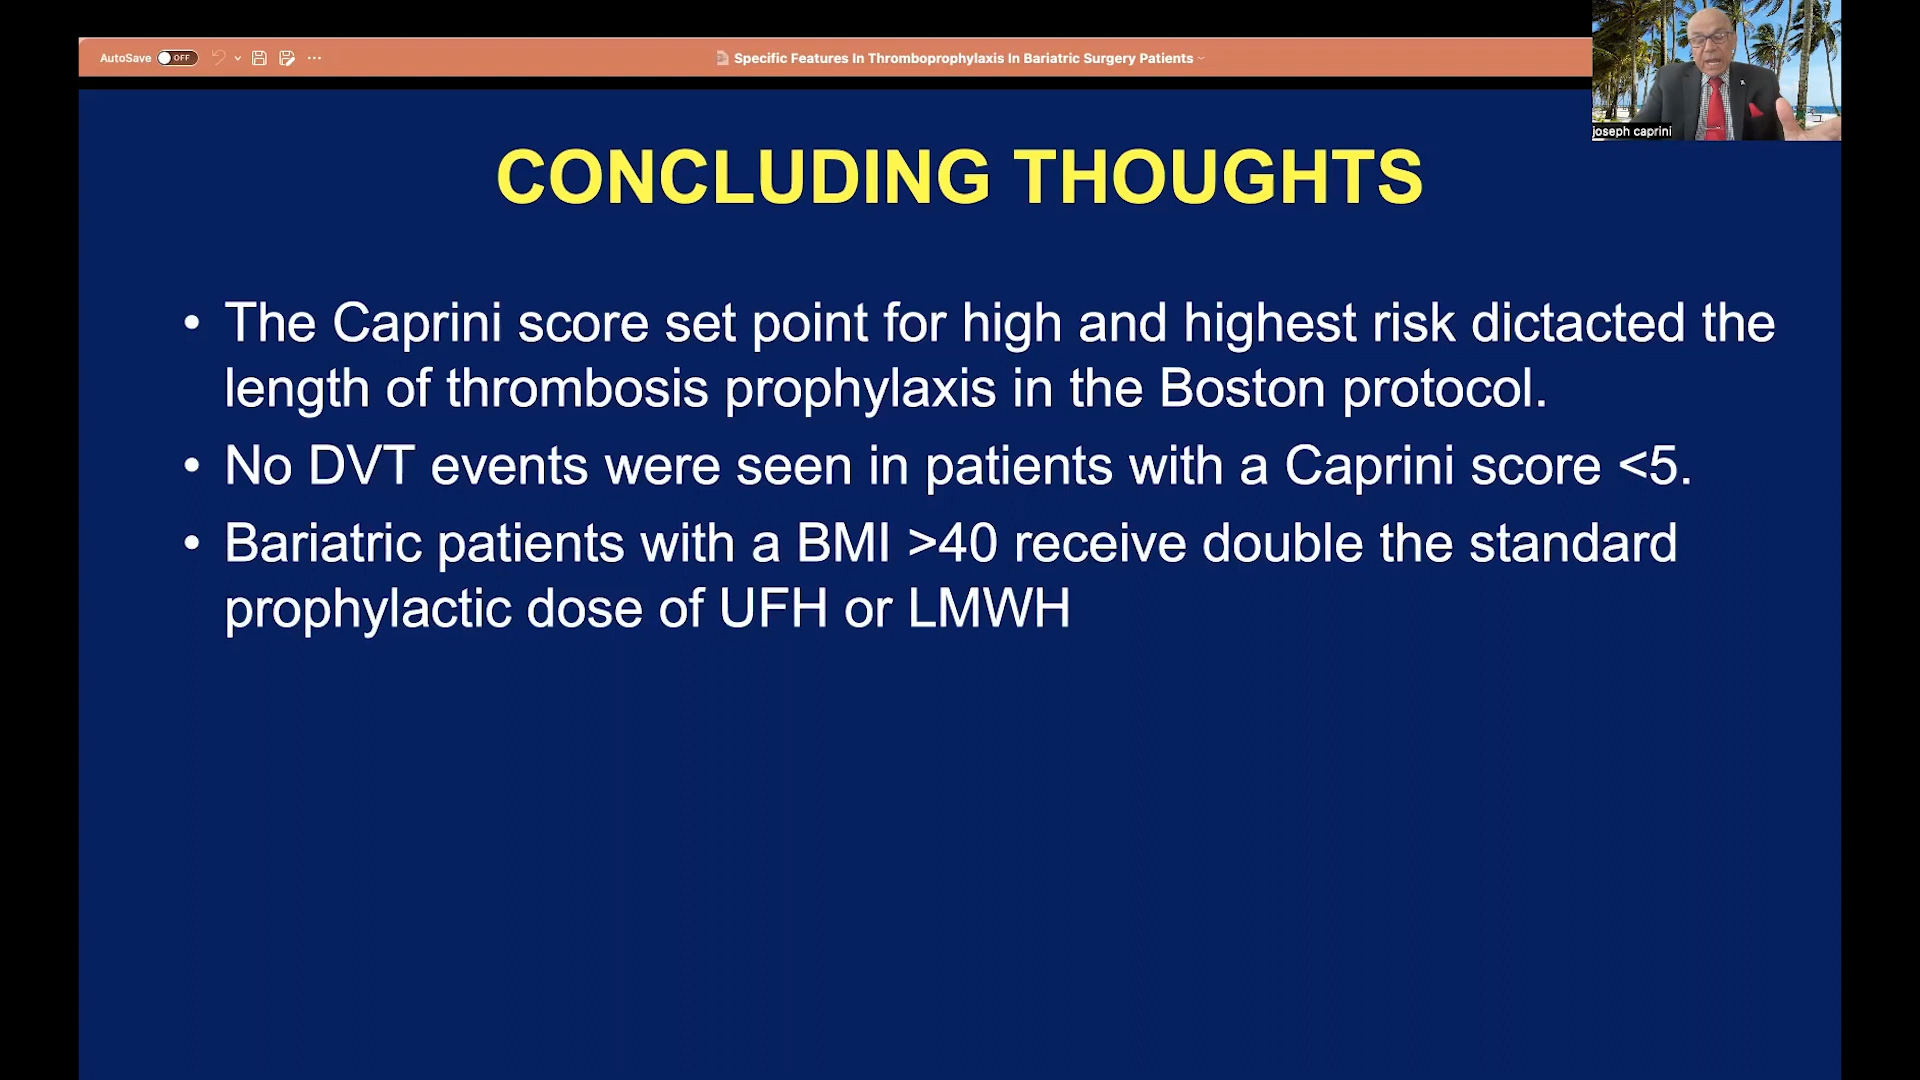 AutoSave OFF
Specific Features In Thromboprophylaxis In Bariatric Surgery Patients
joseph caprini
CONCLUDING THOUGHTS
• The Caprini score set point for high and highest risk dictacted the
length of thrombosis prophylaxis in the Boston protocol.
• No DVT events were seen in patients with a Caprini score <5.
• Bariatric patients with a BMI >40 receive double the standard
prophylactic dose of UFH or LMWH